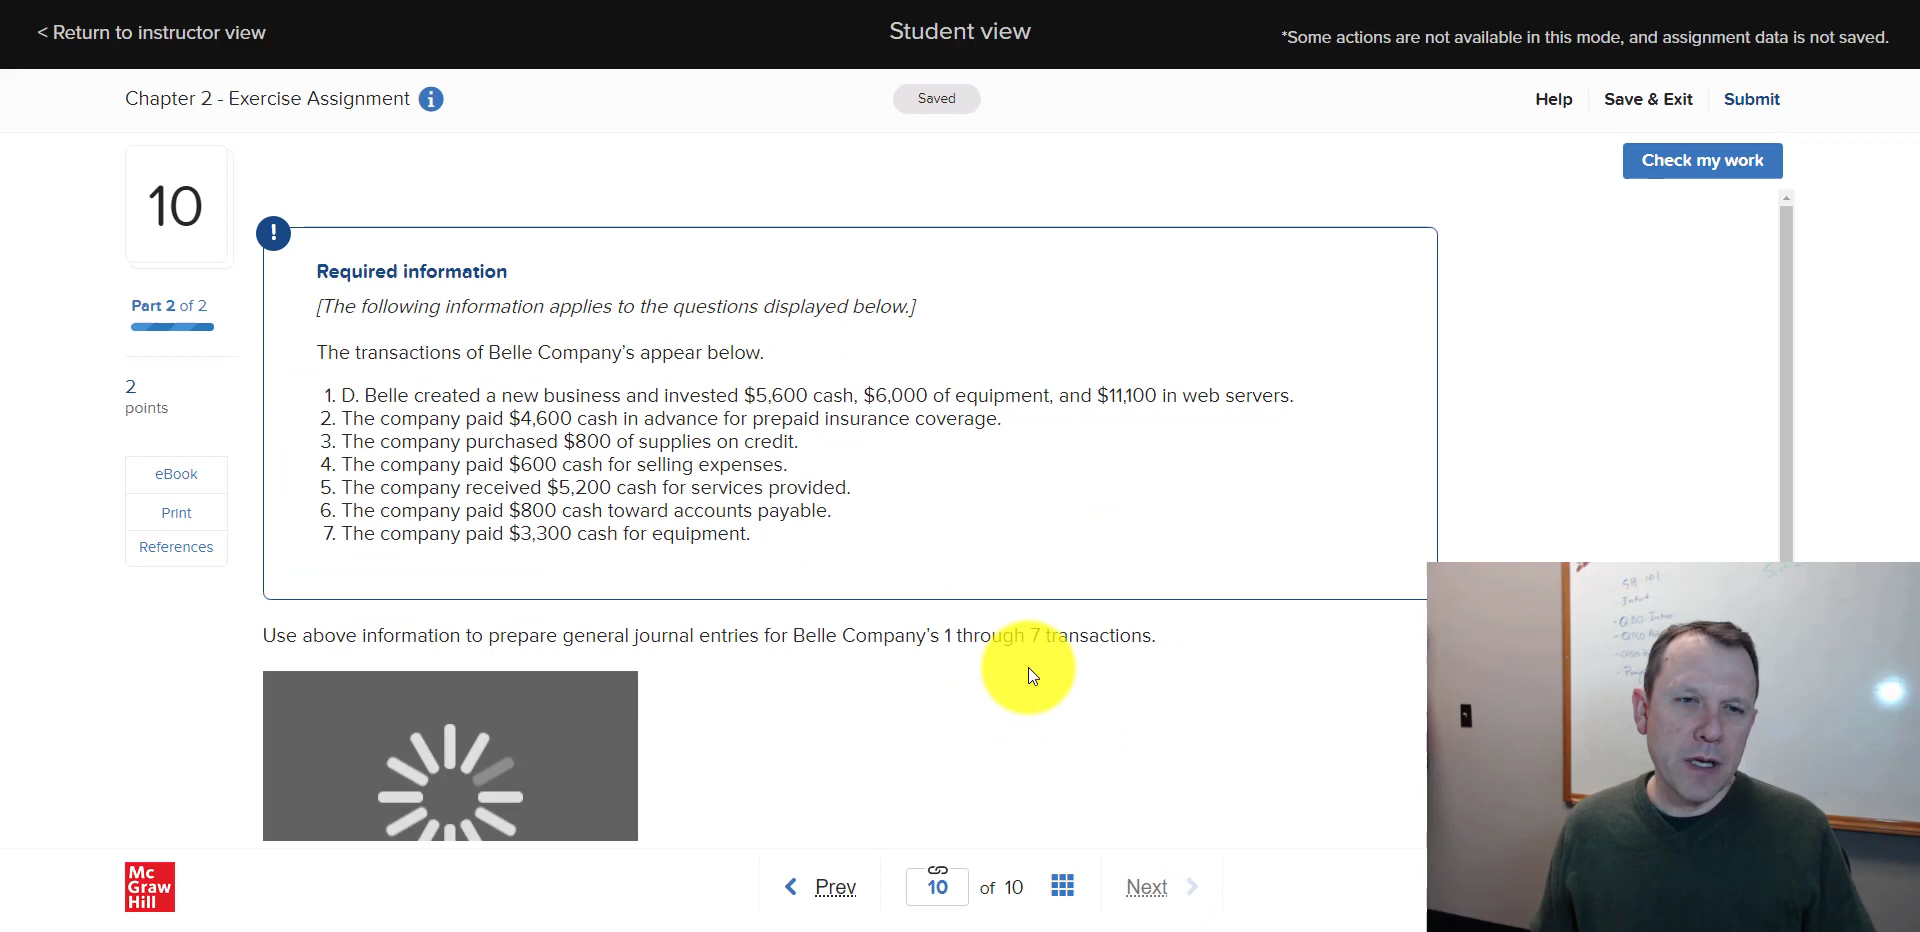 < Return to instructor view
Student view
*Some actions are not available in this mode, and assignment data is not saved.
Chapter 2 - Exercise Assignment i
Saved
Help
Save & Exit
Submit
Check my work
10
Part 2 of 2
2
points
eBook
Print
References
!
Required information
[The following information applies to the questions displayed below.]
The transactions of Belle Company’s appear below.
1. D. Belle created a new business and invested $5,600 cash, $6,000 of equipment, and $11,100 in web servers.
2. The company paid $4,600 cash in advance for prepaid insurance coverage.
3. The company purchased $800 of supplies on credit.
4. The company paid $600 cash for selling expenses.
5. The company received $5,200 cash for services provided.
6. The company paid $800 cash toward accounts payable.
7. The company paid $3,300 cash for equipment.
Use above information to prepare general journal entries for Belle Company’s 1 through 7 transactions.
SB 101
Mc
Graw
Hill
< Prev
10 of 10
Next >